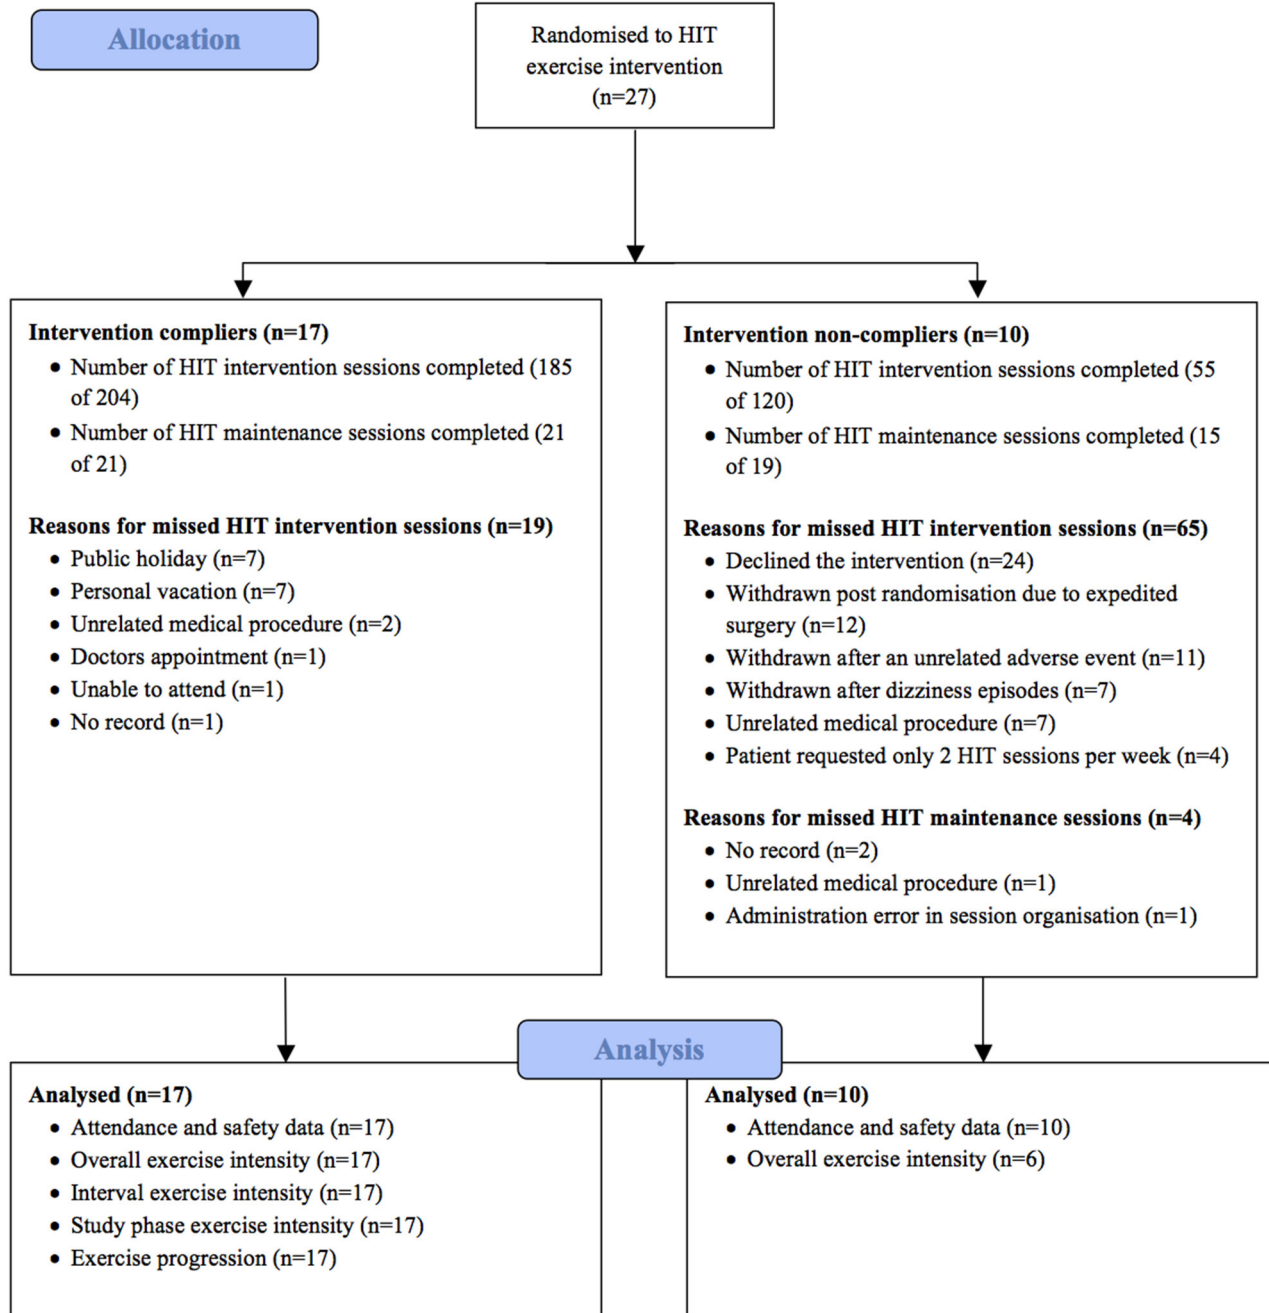 Allocation
Randomised to HIT
exercise intervention
(n=27)
Intervention compliers (n=17)
• Number of HIT intervention sessions completed (185
of 204)
• Number of HIT maintenance sessions completed (21
of 21)
Reasons for missed HIT intervention sessions (n=19)
• Public holiday (n=7)
• Personal vacation (n=7)
• Unrelated medical procedure (n=2)
• Doctors appointment (n=1)
• Unable to attend (n=1)
• No record (n=1)
Intervention non-compliers (n=10)
• Number of HIT intervention sessions completed (55
of 120)
• Number of HIT maintenance sessions completed (15
of 19)
Reasons for missed HIT intervention sessions (n=65)
• Declined the intervention (n=24)
• Withdrawn post randomisation due to expedited
surgery (n=12)
• Withdrawn after an unrelated adverse event (n=11)
• Withdrawn after dizziness episodes (n=7)
• Unrelated medical procedure (n=7)
• Patient requested only 2 HIT sessions per week (n=4)
Reasons for missed HIT maintenance sessions (n=4)
• No record (n=2)
• Unrelated medical procedure (n=1)
• Administration error in session organisation (n=1)
Analysis
Analysed (n=17)
• Attendance and safety data (n=17)
• Overall exercise intensity (n=17)
• Interval exercise intensity (n=17)
• Study phase exercise intensity (n=17)
• Exercise progression (n=17)
Analysed (n=10)
• Attendance and safety data (n=10)
• Overall exercise intensity (n=6)